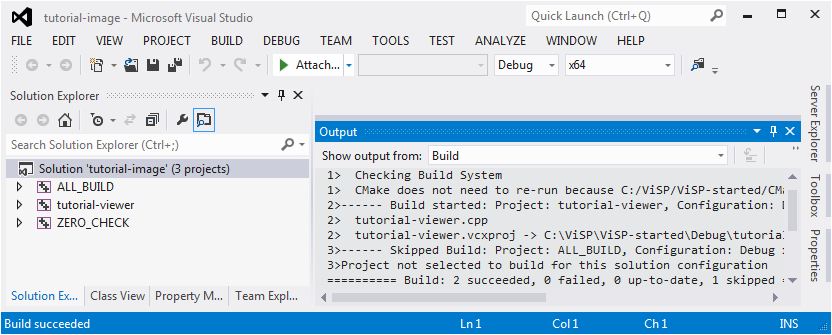 tutorial-image - Microsoft Visual Studio
Quick Launch (Ctrl+Q)
FILE EDIT VIEW PROJECT BUILD DEBUG TEAM TOOLS TEST ANALYZE WINDOW HELP
Attach... Debug x64
Solution Explorer
Search Solution Explorer (Ctrl+;)
Solution 'tutorial-image' (3 projects)
ALL_BUILD
tutorial-viewer
ZERO_CHECK
Solution Ex... Class View Property M... Team Expl...
Output
Show output from: Build
1> Checking Build System
1> CMake does not need to re-run because C:/ViSP/ViSP-started/CMa
2>------ Build started: Project: tutorial-viewer, Configuration: D
2> tutorial-viewer.cpp
2> tutorial-viewer.vcxproj -> C:\ViSP\ViSP-started\Debug\tutoria
3>------ Skipped Build: Project: ALL_BUILD, Configuration: Debug
3>Project not selected to build for this solution configuration
========== Build: 2 succeeded, 0 failed, 0 up-to-date, 1 skipped =
Server Explorer
Toolbox
Properties
Build succeeded Ln 1 Col 1 Ch 1 INS